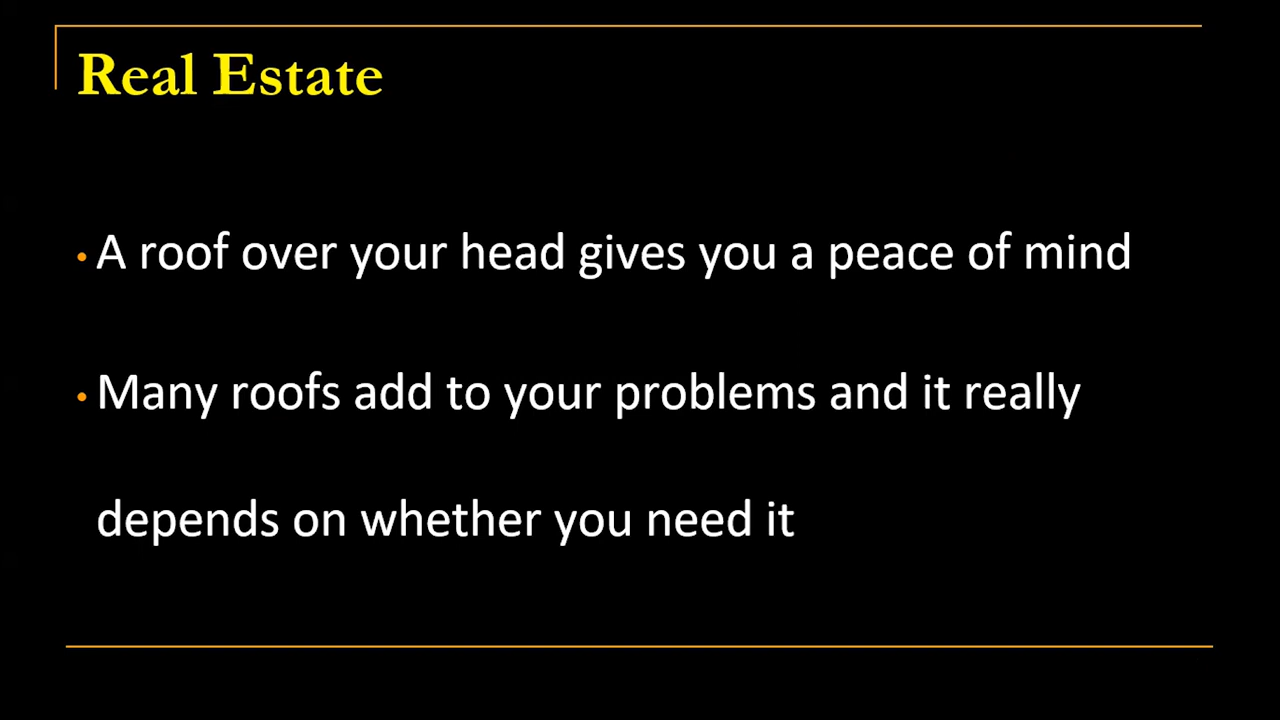 Real Estate
• A roof over your head gives you a peace of mind
• Many roofs add to your problems and it really
depends on whether you need it